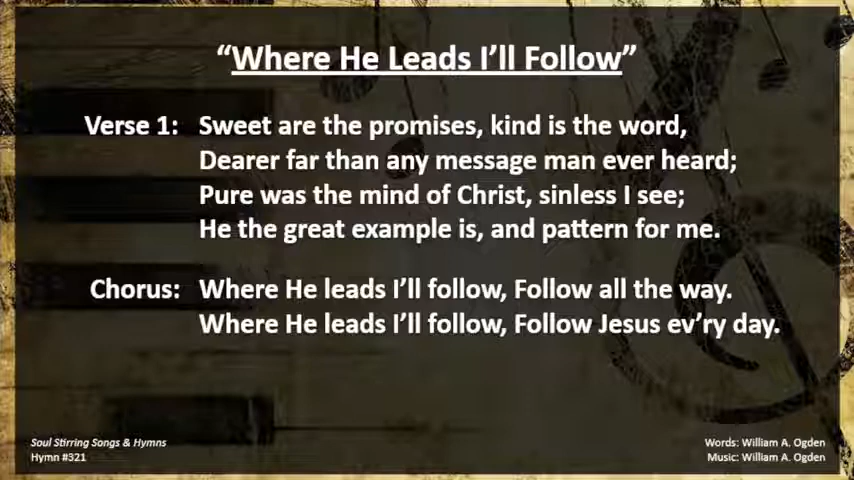 “Where He Leads I’ll Follow”
Verse 1: Sweet are the promises, kind is the word,
Dearer far than any message man ever heard;
Pure was the mind of Christ, sinless I see;
He the great example is, and pattern for me.
Chorus: Where He leads I’ll follow, Follow all the way.
Where He leads I’ll follow, Follow Jesus ev’ry day.
Soul Stirring Songs & Hymns
Hymn #321
Words: William A. Ogden
Music: William A. Ogden